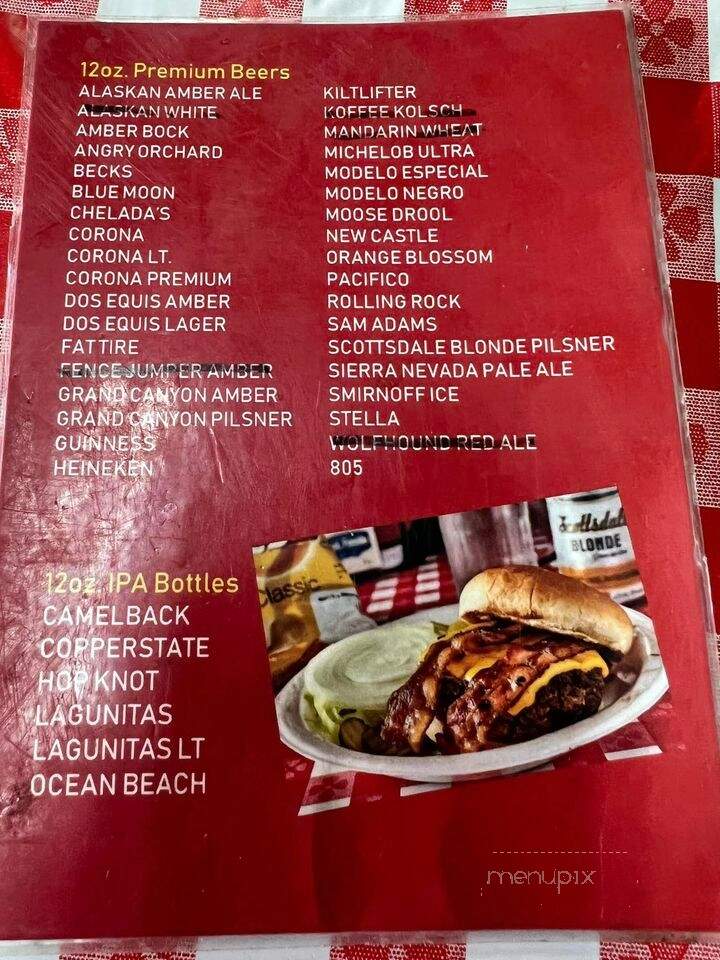 12oz. Premium Beers
ALASKAN AMBER ALE
ALASKAN WHITE
AMBER BOCK
ANGRY ORCHARD
BECKS
BLUE MOON
CHELADA'S
CORONA
CORONA LT.
CORONA PREMIUM
DOS EQUIS AMBER
DOS EQUIS LAGER
FAT TIRE
FENCE JUMPER AMBER
GRAND CANYON AMBER
GRAND CANYON PILSNER
GUINNESS
HEINEKEN
KILTLIFTER
KOFFEE KOLSCH
MANDARIN WHEAT
MICHELOB ULTRA
MODELO ESPECIAL
MODELO NEGRO
MOOSE DROOL
NEW CASTLE
ORANGE BLOSSOM
PACIFICO
ROLLING ROCK
SAM ADAMS
SCOTTSDALE BLONDE PILSNER
SIERRA NEVADA PALE ALE
SMIRNOFF ICE
STELLA
WOLFHOUND RED ALE
805
12oz. IPA Bottles
CAMELBACK
COPPERSTATE
HOP KNOT
LAGUNITAS
LAGUNITAS LT
OCEAN BEACH
Classic
BLONDE
menupix